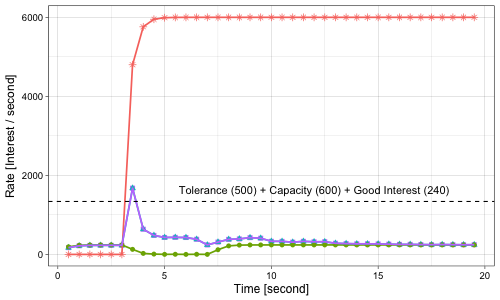 6000
4000
2000
0
Rate [Interest / second]
Tolerance (500) + Capacity (600) + Good Interest (240)
0 5 10 15 20
Time [second]